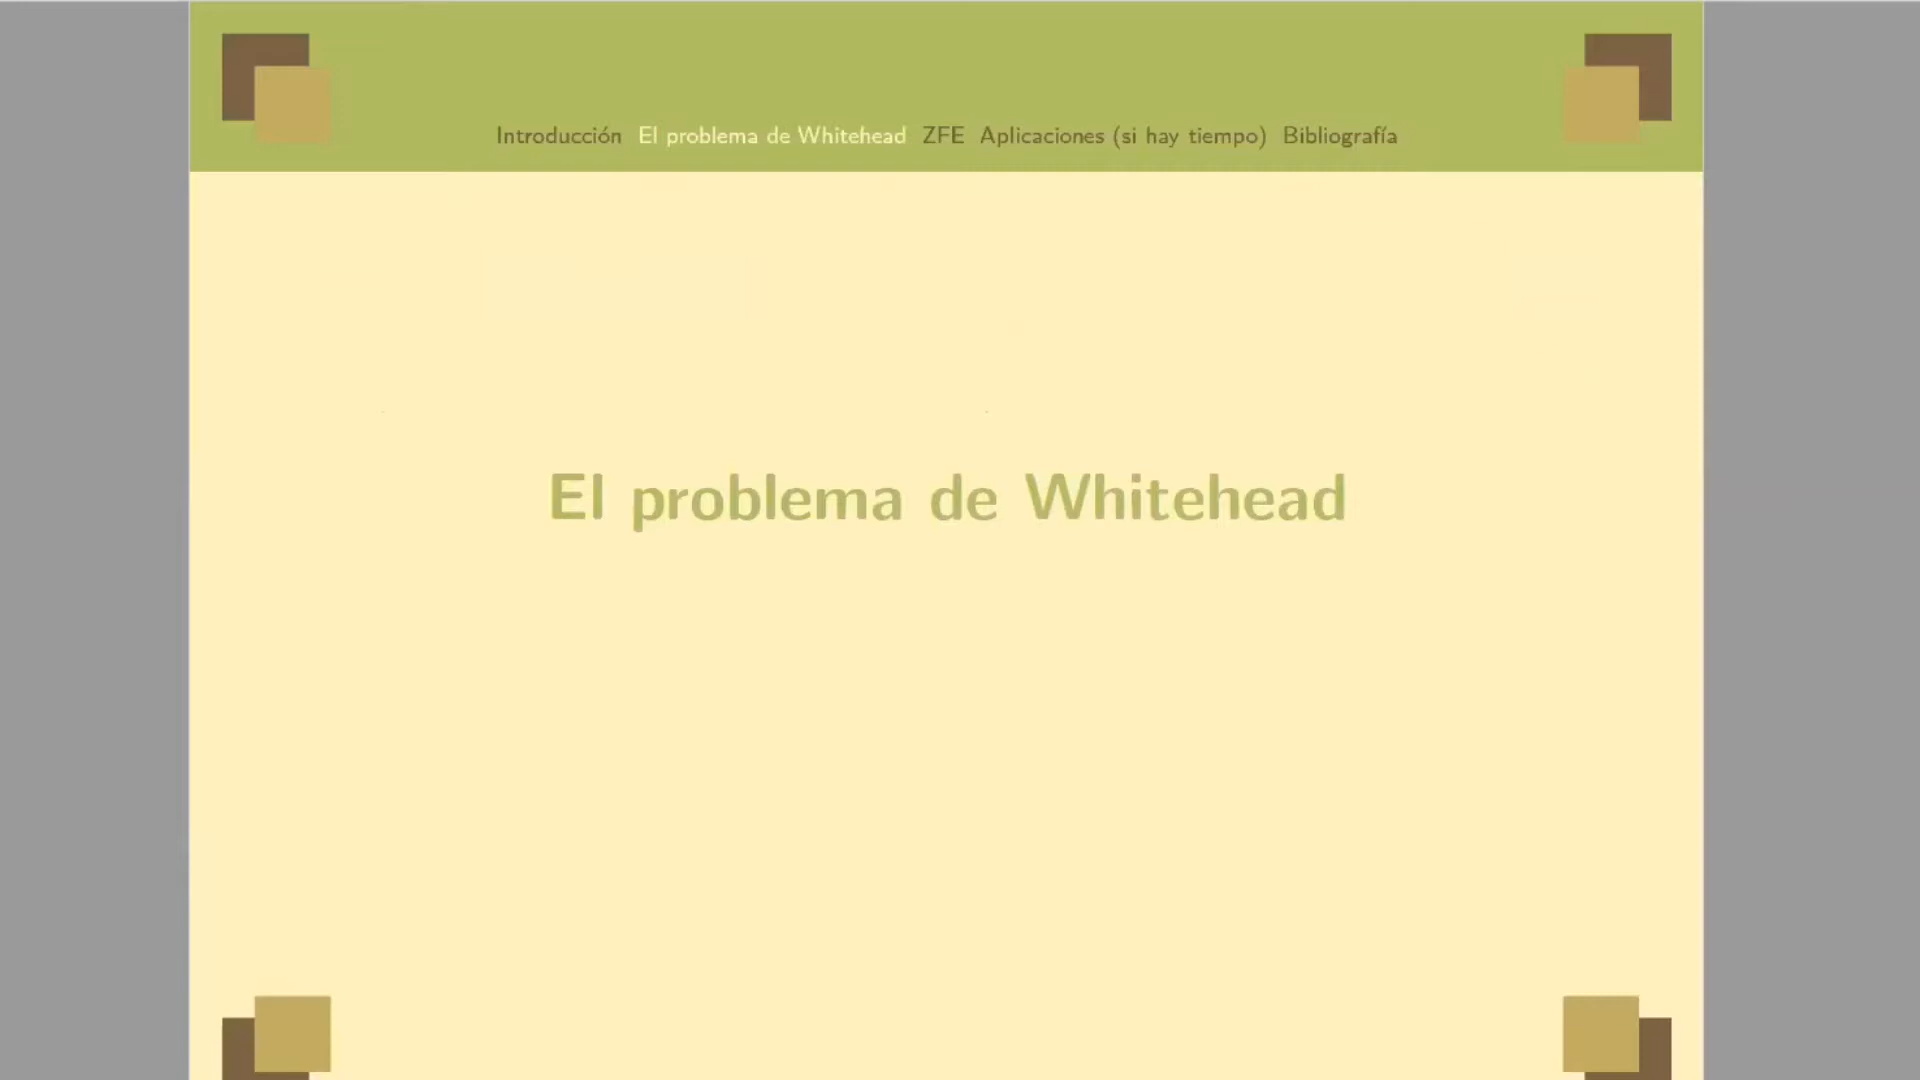 Introducción El problema de Whitehead ZFE Aplicaciones (si hay tiempo) Bibliografía
El problema de Whitehead